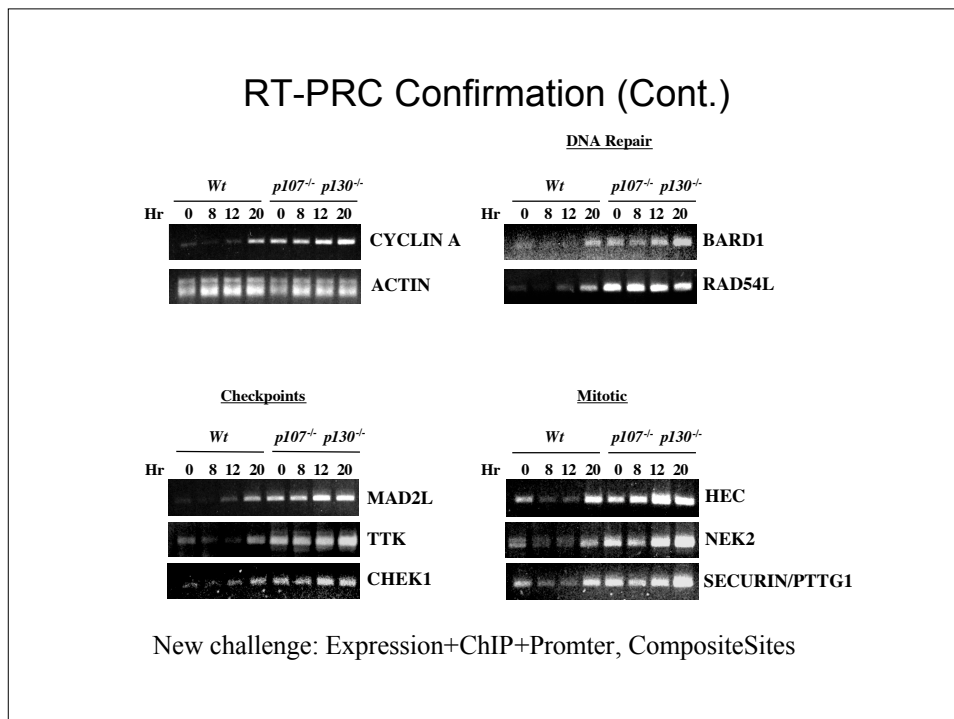 RT-PRC Confirmation (Cont.)
Wt p107-/- p130-/-
Hr 0 8 12 20 0 8 12 20
CYCLIN A
ACTIN
DNA Repair
Wt p107-/- p130-/-
Hr 0 8 12 20 0 8 12 20
BARD1
RAD54L
Checkpoints
Wt p107-/- p130-/-
Hr 0 8 12 20 0 8 12 20
MAD2L
TTK
CHEK1
Mitotic
Wt p107-/- p130-/-
Hr 0 8 12 20 0 8 12 20
HEC
NEK2
SECURIN/PTTG1
New challenge: Expression+ChIP+Promter, CompositeSites